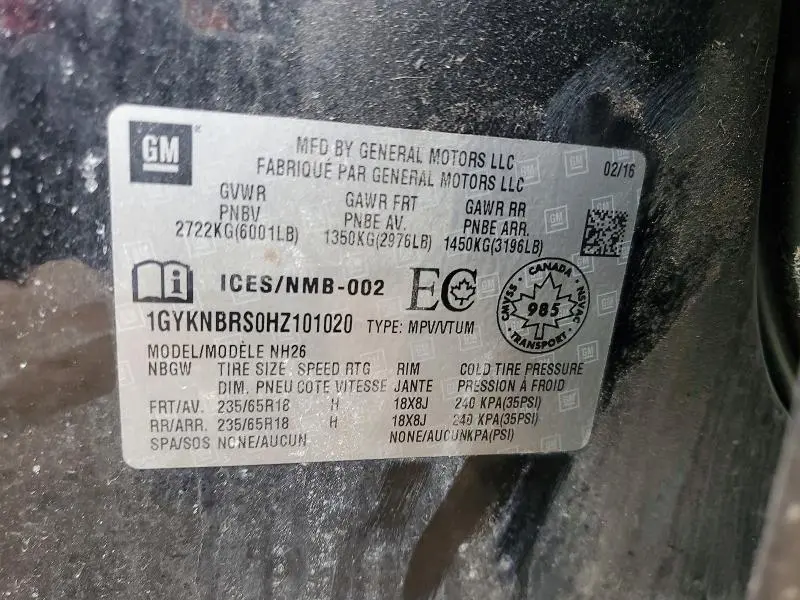 GM
MFD BY GENERAL MOTORS LLC
FABRIQUÉ PAR GENERAL MOTORS LLC
02/16
GVWR GAWR FRT GAWR RR
PNBV PNBE AV. PNBE ARR.
2722KG(6001LB) 1350KG(2976LB) 1450KG(3196LB)
i ICES/NMB-002 EC
CANADA
CMVSS 985 NSVAC
TRANSPORT
1GYKNBRS0HZ101020 TYPE: MPV/VTUM
MODEL/MODÈLE NH26
NBGW TIRE SIZE SPEED RTG RIM COLD TIRE PRESSURE
DIM. PNEU COTE VITESSE JANTE PRESSION À FROID
FRT/AV. 235/65R18 H 18X8J 240 KPA(35PSI)
RR/ARR. 235/65R18 H 18X8J 240 KPA(35PSI)
SPA/SOS NONE/AUCUN NONE/AUCUNKPA(PSI)